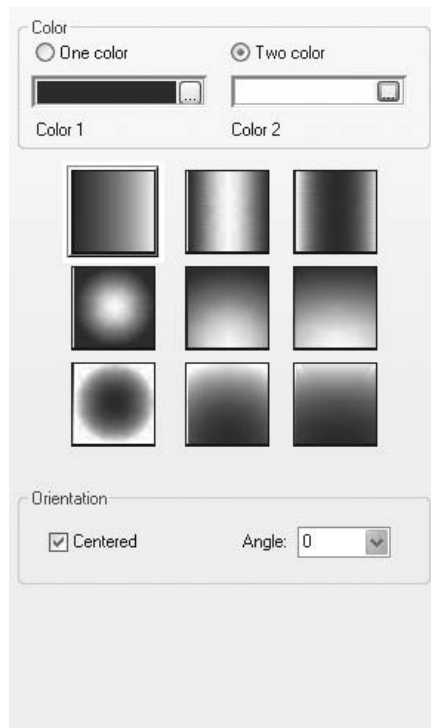 Color
One color
Two color
...
...
Color 1
Color 2
Orientation
Centered
Angle: 0